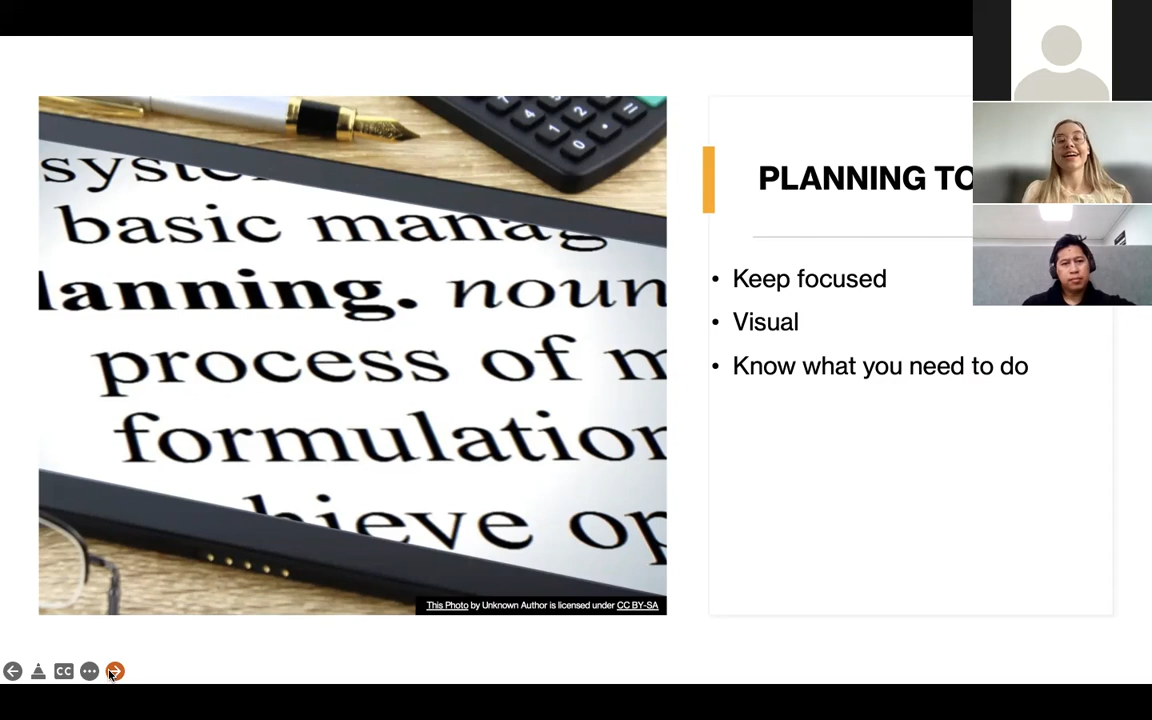 syste
basic manag
lanning. noun
process of m
formulation
hieve op
This Photo by Unknown Author is licensed under CC BY-SA
PLANNING TO
• Keep focused
• Visual
• Know what you need to do
CC